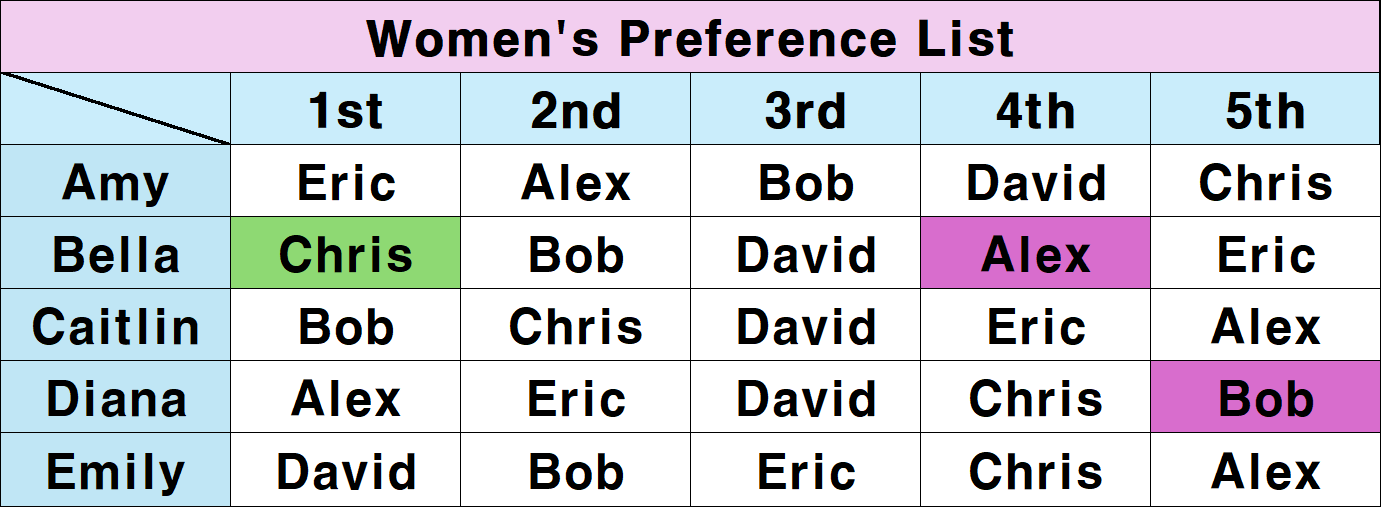 Women's Preference List
1st 2nd 3rd 4th 5th
Amy Eric Alex Bob David Chris
Bella Chris Bob David Alex Eric
Caitlin Bob Chris David Eric Alex
Diana Alex Eric David Chris Bob
Emily David Bob Eric Chris Alex